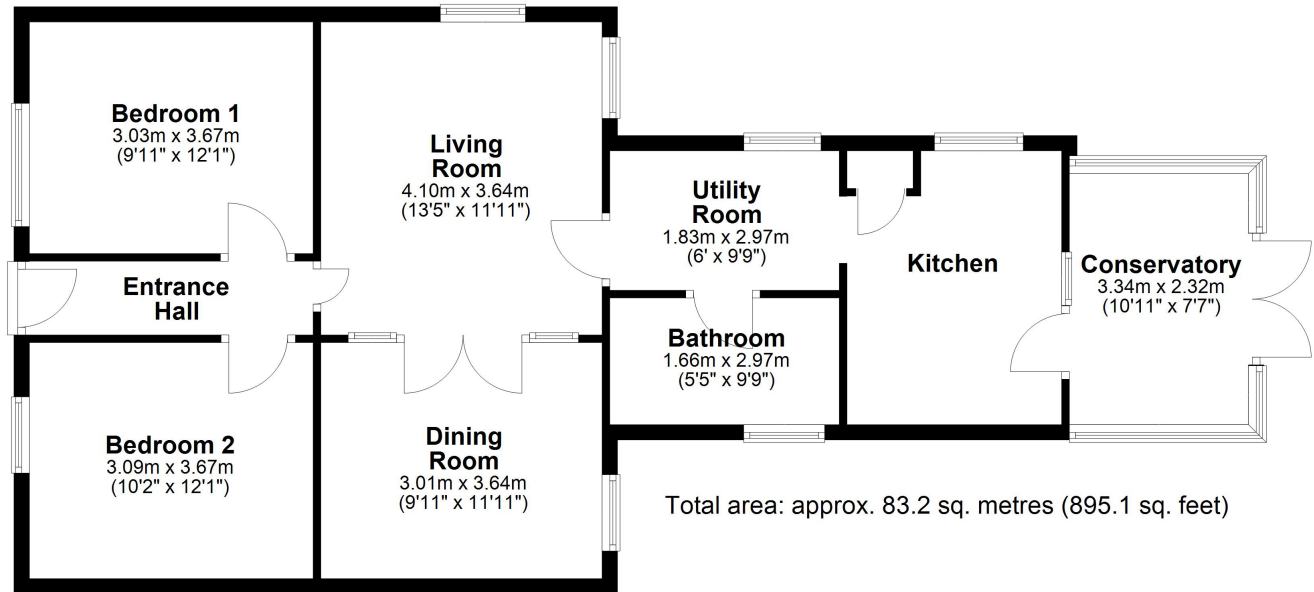 Bedroom 1
3.03m x 3.67m
(9'11" x 12'1")
Living
Room
4.10m x 3.64m
(13'5" x 11'11")
Utility
Room
1.83m x 2.97m
(6' x 9'9")
Kitchen
Conservatory
3.34m x 2.32m
(10'11" x 7'7")
Entrance
Hall
Bathroom
1.66m x 2.97m
(5'5" x 9'9")
Bedroom 2
3.09m x 3.67m
(10'2" x 12'1")
Dining
Room
3.01m x 3.64m
(9'11" x 11'11")
Total area: approx. 83.2 sq. metres (895.1 sq. feet)